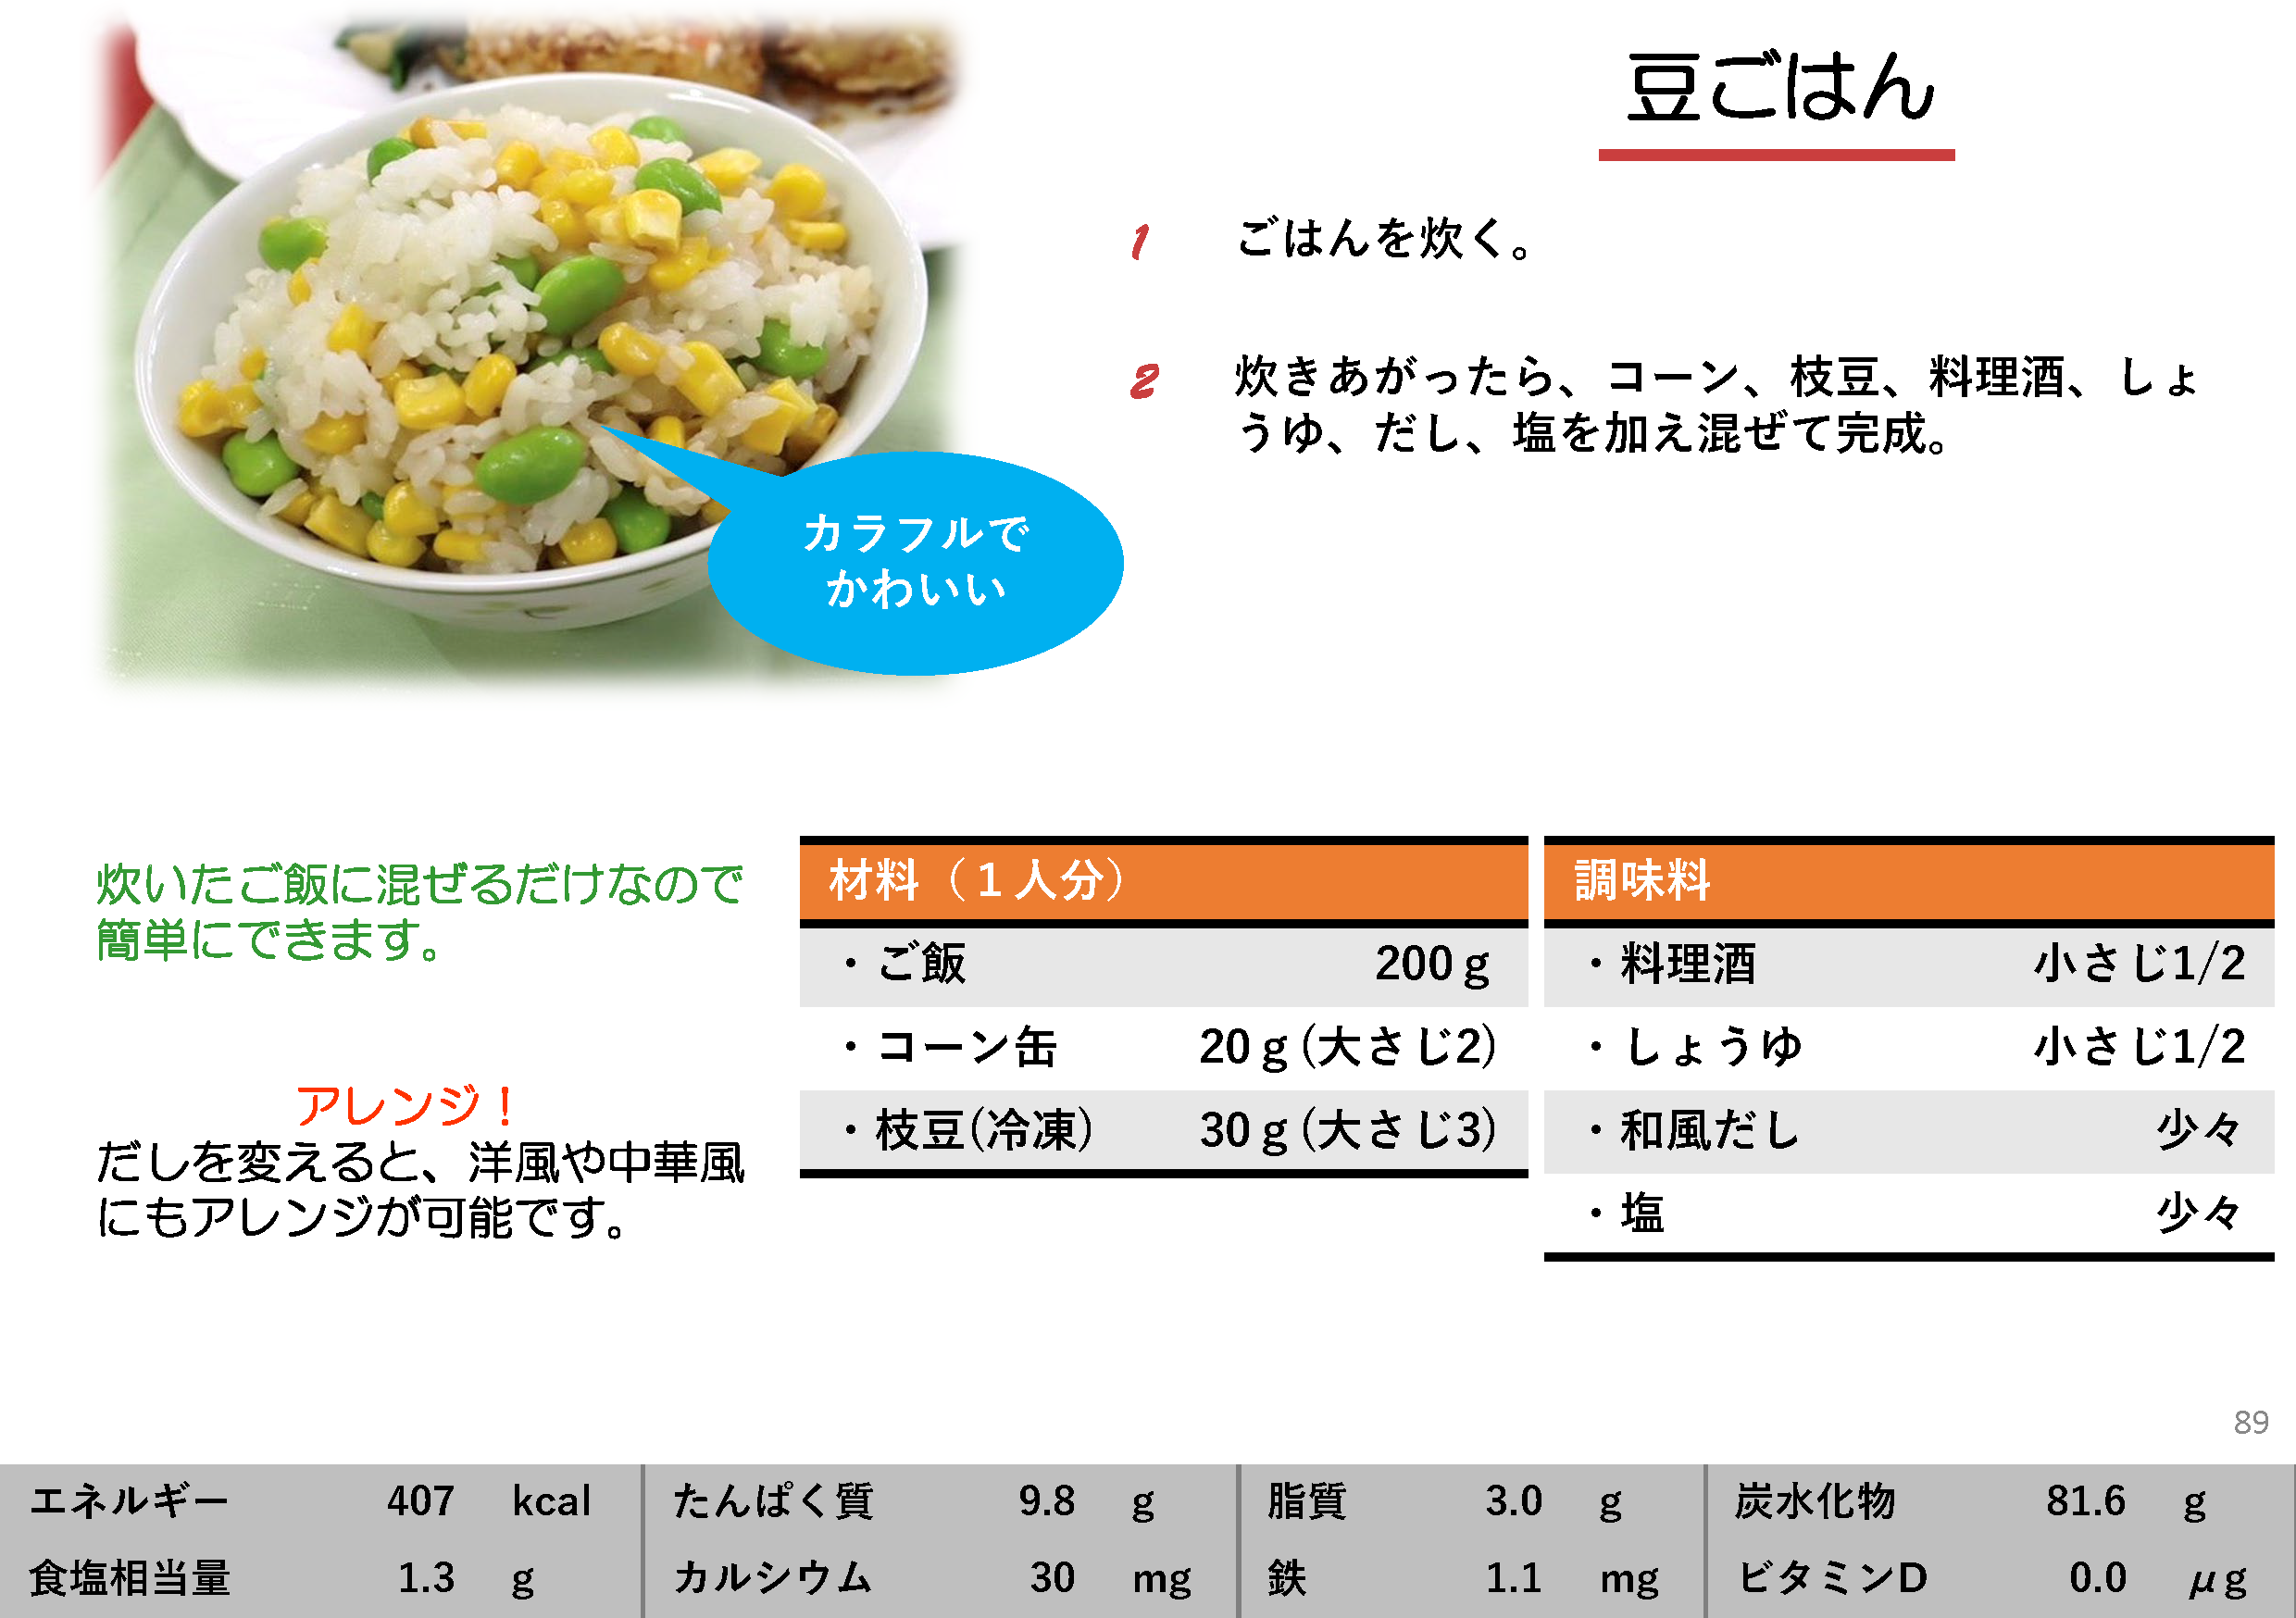 豆ごはん
1 ごはんを炊く。
2 炊きあがったら、コーン、枝豆、料理酒、しょ
うゆ、だし、塩を加え混ぜて完成。
カラフルで
かわいい
炊いたご飯に混ぜるだけなので
簡単にできます。
アレンジ！
だしを変えると、洋風や中華風
にもアレンジが可能です。
材料（１人分）
・ご飯 200ｇ
・コーン缶 20ｇ(大さじ2)
・枝豆(冷凍) 30ｇ(大さじ3)
調味料
・料理酒 小さじ1/2
・しょうゆ 小さじ1/2
・和風だし 少々
・塩 少々
89
エネルギー 407 kcal たんぱく質 9.8 g 脂質 3.0 g 炭水化物 81.6 g
食塩相当量 1.3 g カルシウム 30 mg 鉄 1.1 mg ビタミンD 0.0 μg